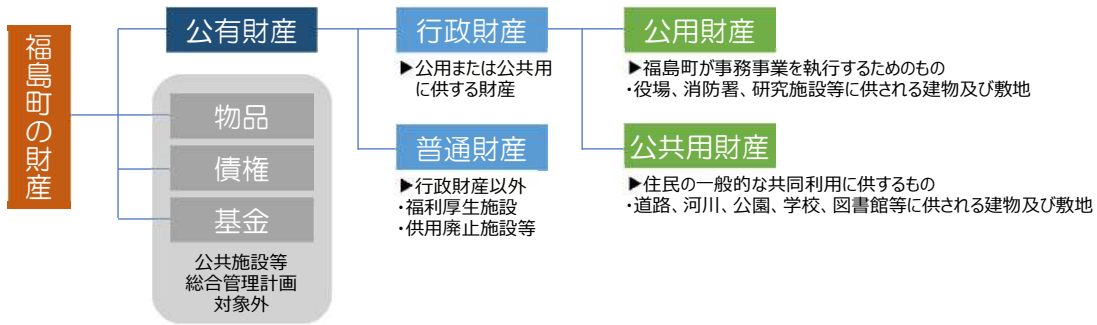 福島町の財産
公有財産
物品
債権
基金
公共施設等
総合管理計画
対象外
行政財産
▶公用または公共用
に供する財産
普通財産
▶行政財産以外
・福利厚生施設
・供用廃止施設等
公用財産
▶福島町が事務事業を執行するためのもの
・役場、消防署、研究施設等に供される建物及び敷地
公共用財産
▶住民の一般的な共同利用に供するもの
・道路、河川、公園、学校、図書館等に供される建物及び敷地